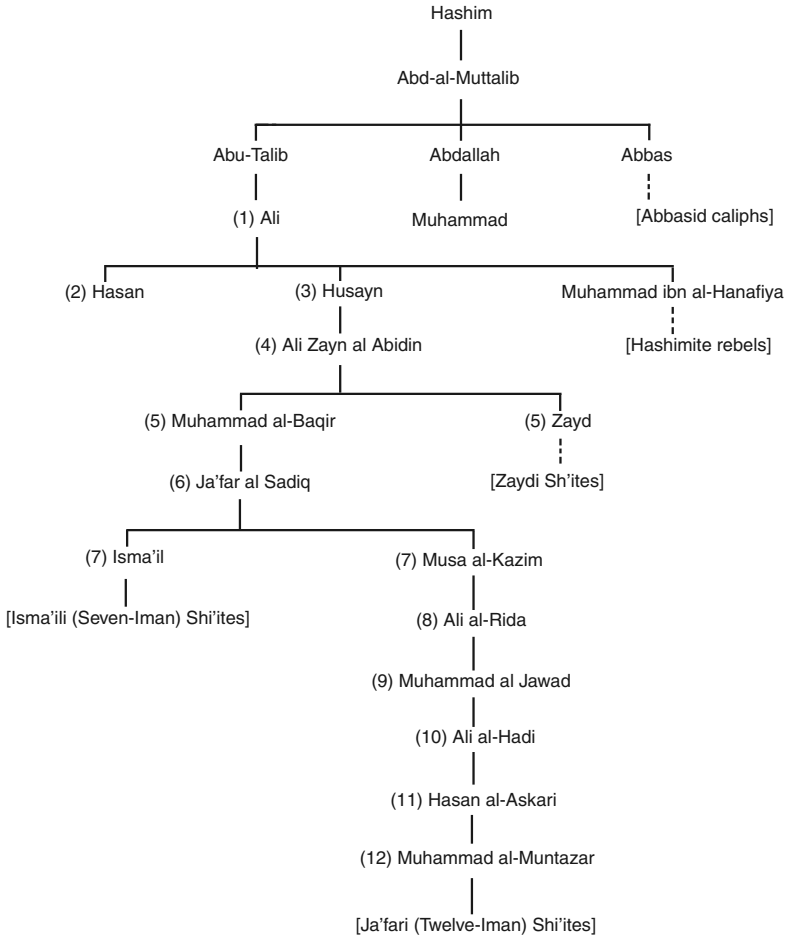 Hashim
Abd-al-Muttalib
Abu-Talib
Abdallah
Abbas
(1) Ali
Muhammad
[Abbasid caliphs]
(2) Hasan
(3) Husayn
Muhammad ibn al-Hanafiya
(4) Ali Zayn al Abidin
[Hashimite rebels]
(5) Muhammad al-Baqir
(5) Zayd
(6) Ja’far al Sadiq
[Zaydi Sh’ites]
(7) Isma’il
(7) Musa al-Kazim
[Isma’ili (Seven-Iman) Shi’ites]
(8) Ali al-Rida
(9) Muhammad al Jawad
(10) Ali al-Hadi
(11) Hasan al-Askari
(12) Muhammad al-Muntazar
[Ja’fari (Twelve-Iman) Shi’ites]